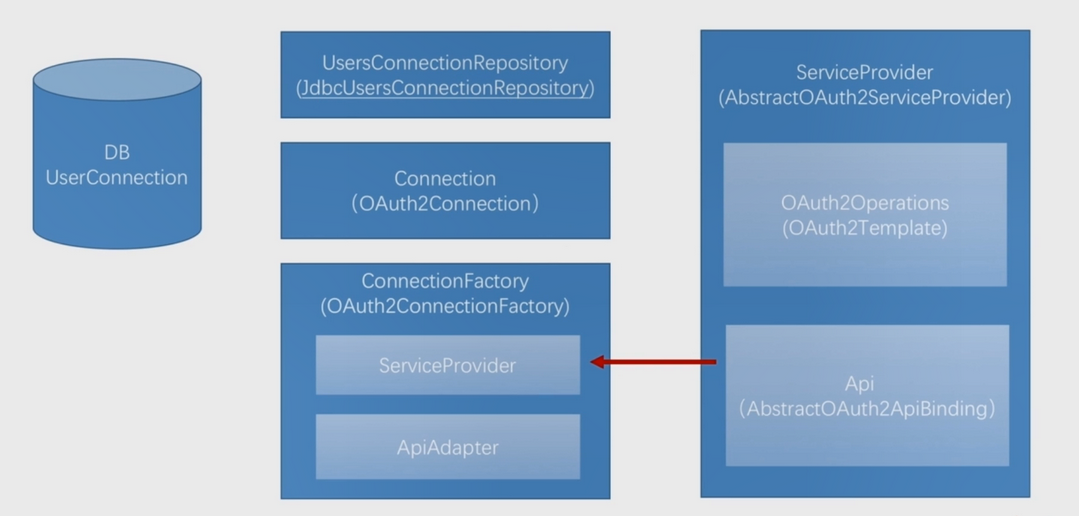 DB
UserConnection
UsersConnectionRepository
(JdbcUsersConnectionRepository)
Connection
（OAuth2Connection）
ConnectionFactory
(OAuth2ConnectionFactory)
ServiceProvider
ApiAdapter
ServiceProvider
(AbstractOAuth2ServiceProvider)
OAuth2Operations
(OAuth2Template)
Api
（AbstractOAuth2ApiBinding）